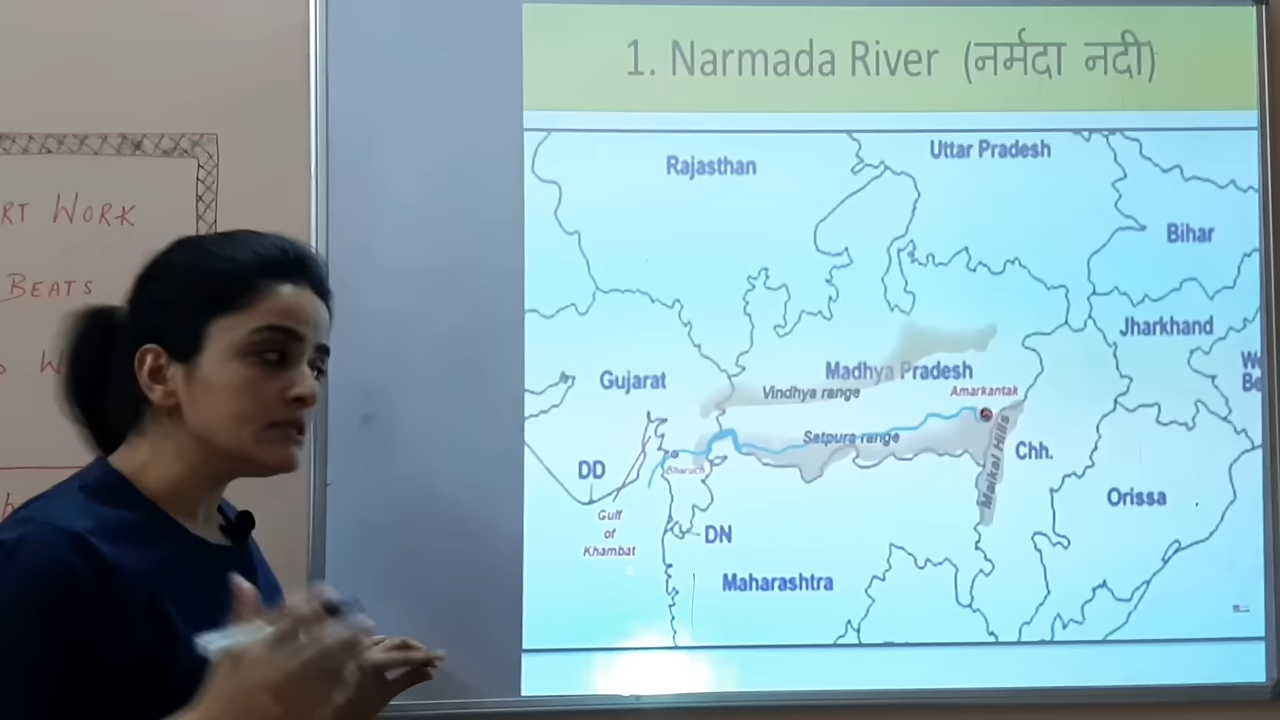 1. Narmada River (नर्मदा नदी)
Rajasthan
Uttar Pradesh
Bihar
Jharkhand
Gujarat
Madhya Pradesh
Vindhya range
Amarkantak
Satpura range
Maikal Hills
Chh.
Bharuch
DD
Orissa
Gulf
of
Khambat
DN
Maharashtra
WORK
BEATS